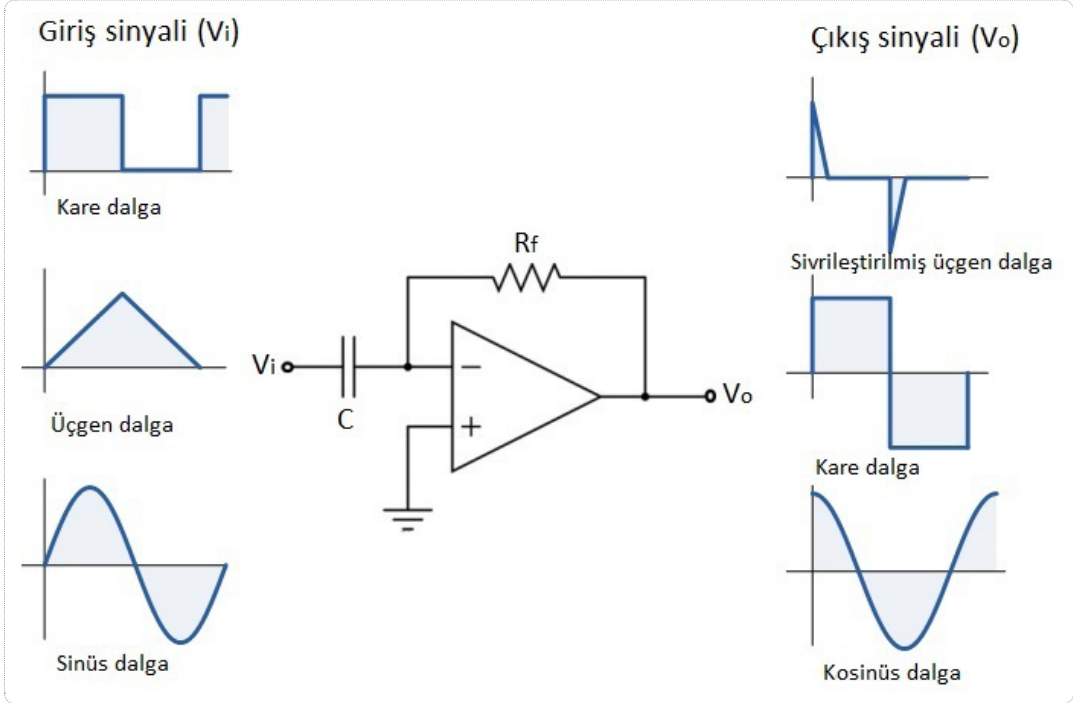 Giriş sinyali (Vi)
Çıkış sinyali (Vo)
Kare dalga
Sivrileştirilmiş üçgen dalga
Rf
Vi
C
−
+
Vo
Üçgen dalga
Kare dalga
Sinüs dalga
Kosinüs dalga